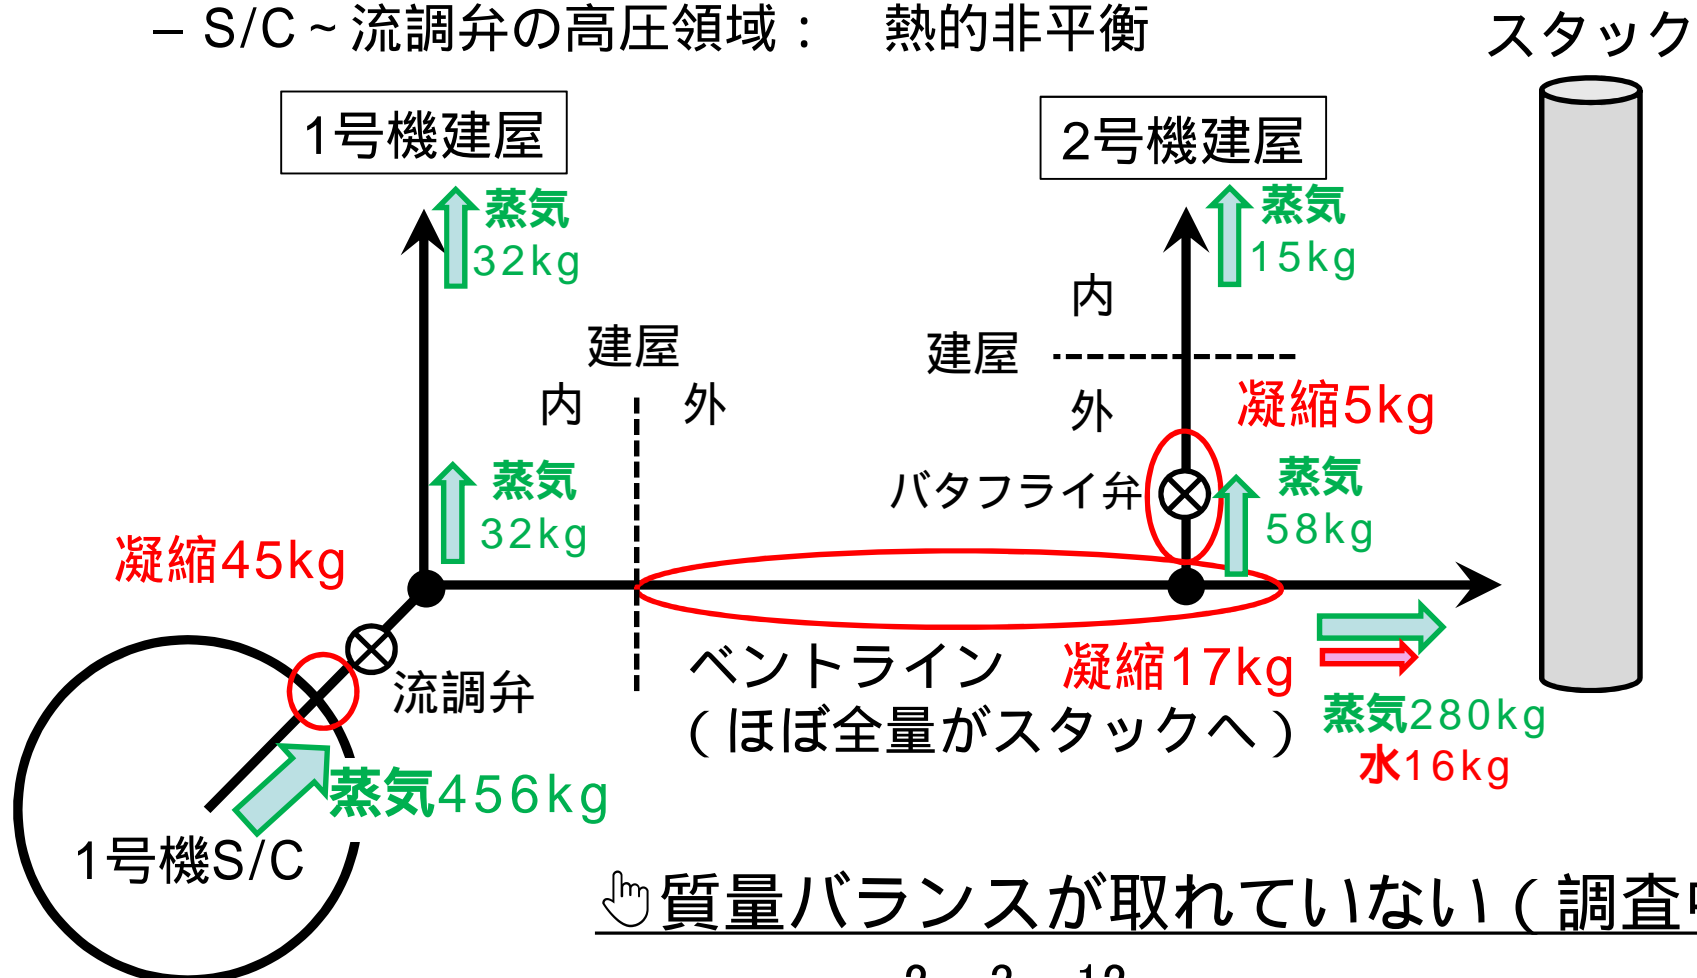 – S/C ~ 流調弁の高圧領域： 熱的非平衡
スタック
1号機建屋
2号機建屋
蒸気
32kg
蒸気
15kg
内
建屋
建屋
内
外
外
凝縮5kg
バタフライ弁
蒸気
58kg
蒸気
32kg
凝縮45kg
流調弁
ベントライン
凝縮17kg
（ほぼ全量がスタックへ）
蒸気280kg
水16kg
蒸気456kg
1号機S/C
質量バランスが取れていない（調査